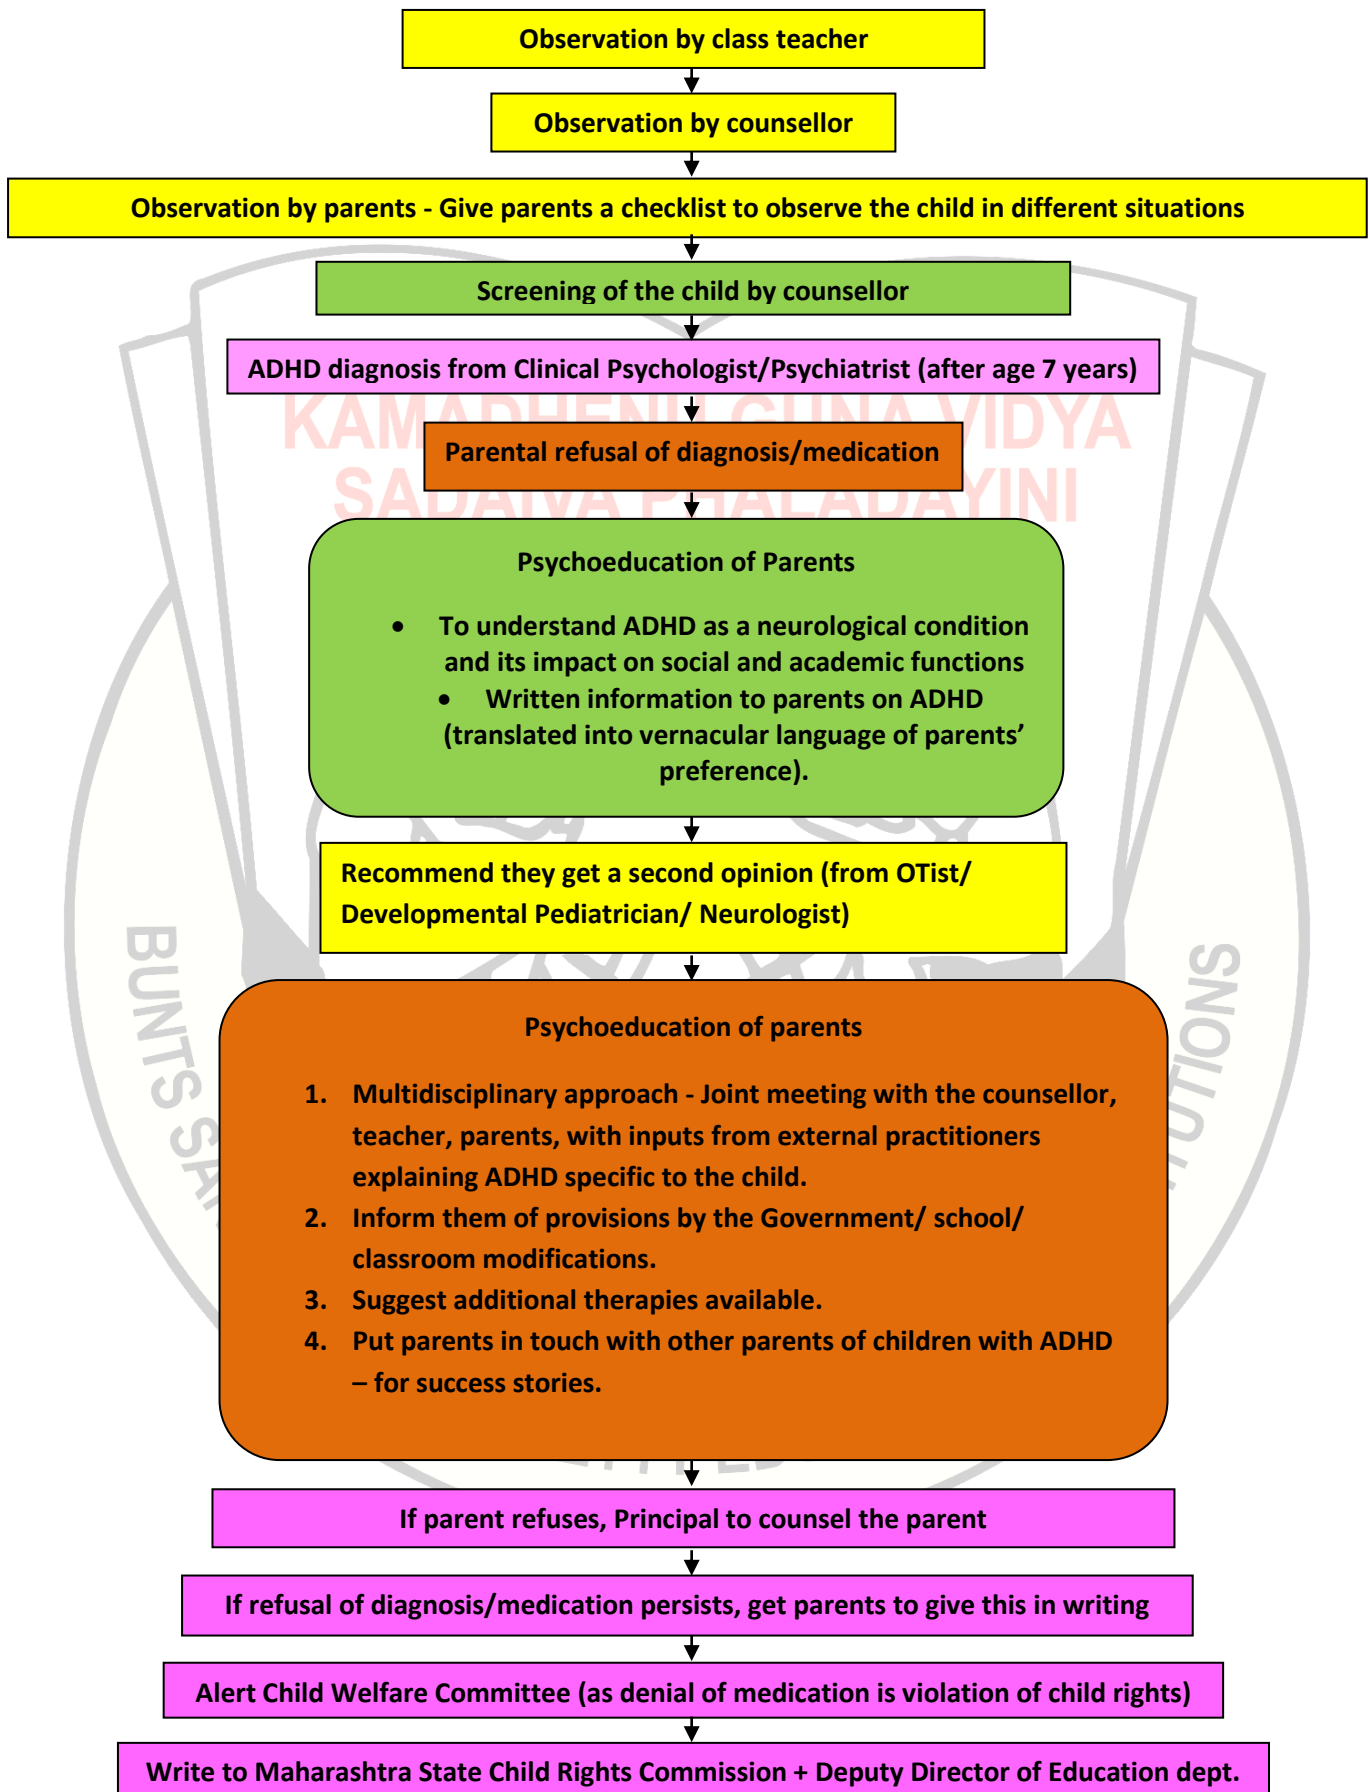 Observation by class teacher
Observation by counsellor
Observation by parents - Give parents a checklist to observe the child in different situations
Screening of the child by counsellor
ADHD diagnosis from Clinical Psychologist/Psychiatrist (after age 7 years)
KAMADHENU GUNA VIDYA
Parental refusal of diagnosis/medication
SADAIVA PHALADAYINI
Psychoeducation of Parents
• To understand ADHD as a neurological condition
and its impact on social and academic functions
• Written information to parents on ADHD
(translated into vernacular language of parents’
preference).
Recommend they get a second opinion (from OTist/
Developmental Pediatrician/ Neurologist)
BUNTS
Psychoeducation of parents
1. Multidisciplinary approach - Joint meeting with the counsellor,
teacher, parents, with inputs from external practitioners
explaining ADHD specific to the child.
2. Inform them of provisions by the Government/ school/
classroom modifications.
3. Suggest additional therapies available.
4. Put parents in touch with other parents of children with ADHD
– for success stories.
If parent refuses, Principal to counsel the parent
If refusal of diagnosis/medication persists, get parents to give this in writing
Alert Child Welfare Committee (as denial of medication is violation of child rights)
Write to Maharashtra State Child Rights Commission + Deputy Director of Education dept.